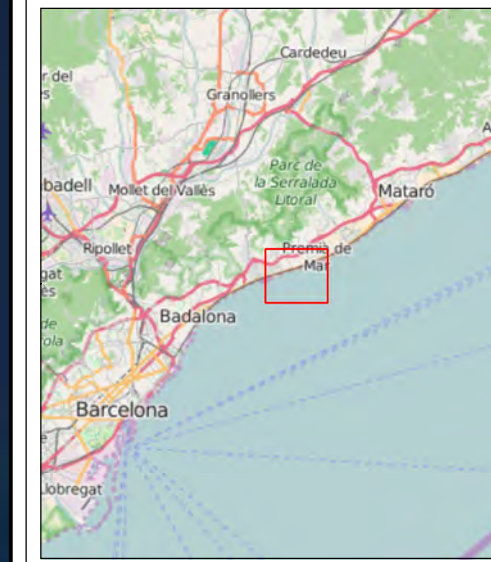 Cardedeu
r del
Granollers
Parc de
la Serralada
Litoral
badell
Mollet del Vallès
Mataró
Ripollet
Premià de
Mar
gat
ès
Badalona
de
ola
Barcelona
Llobregat